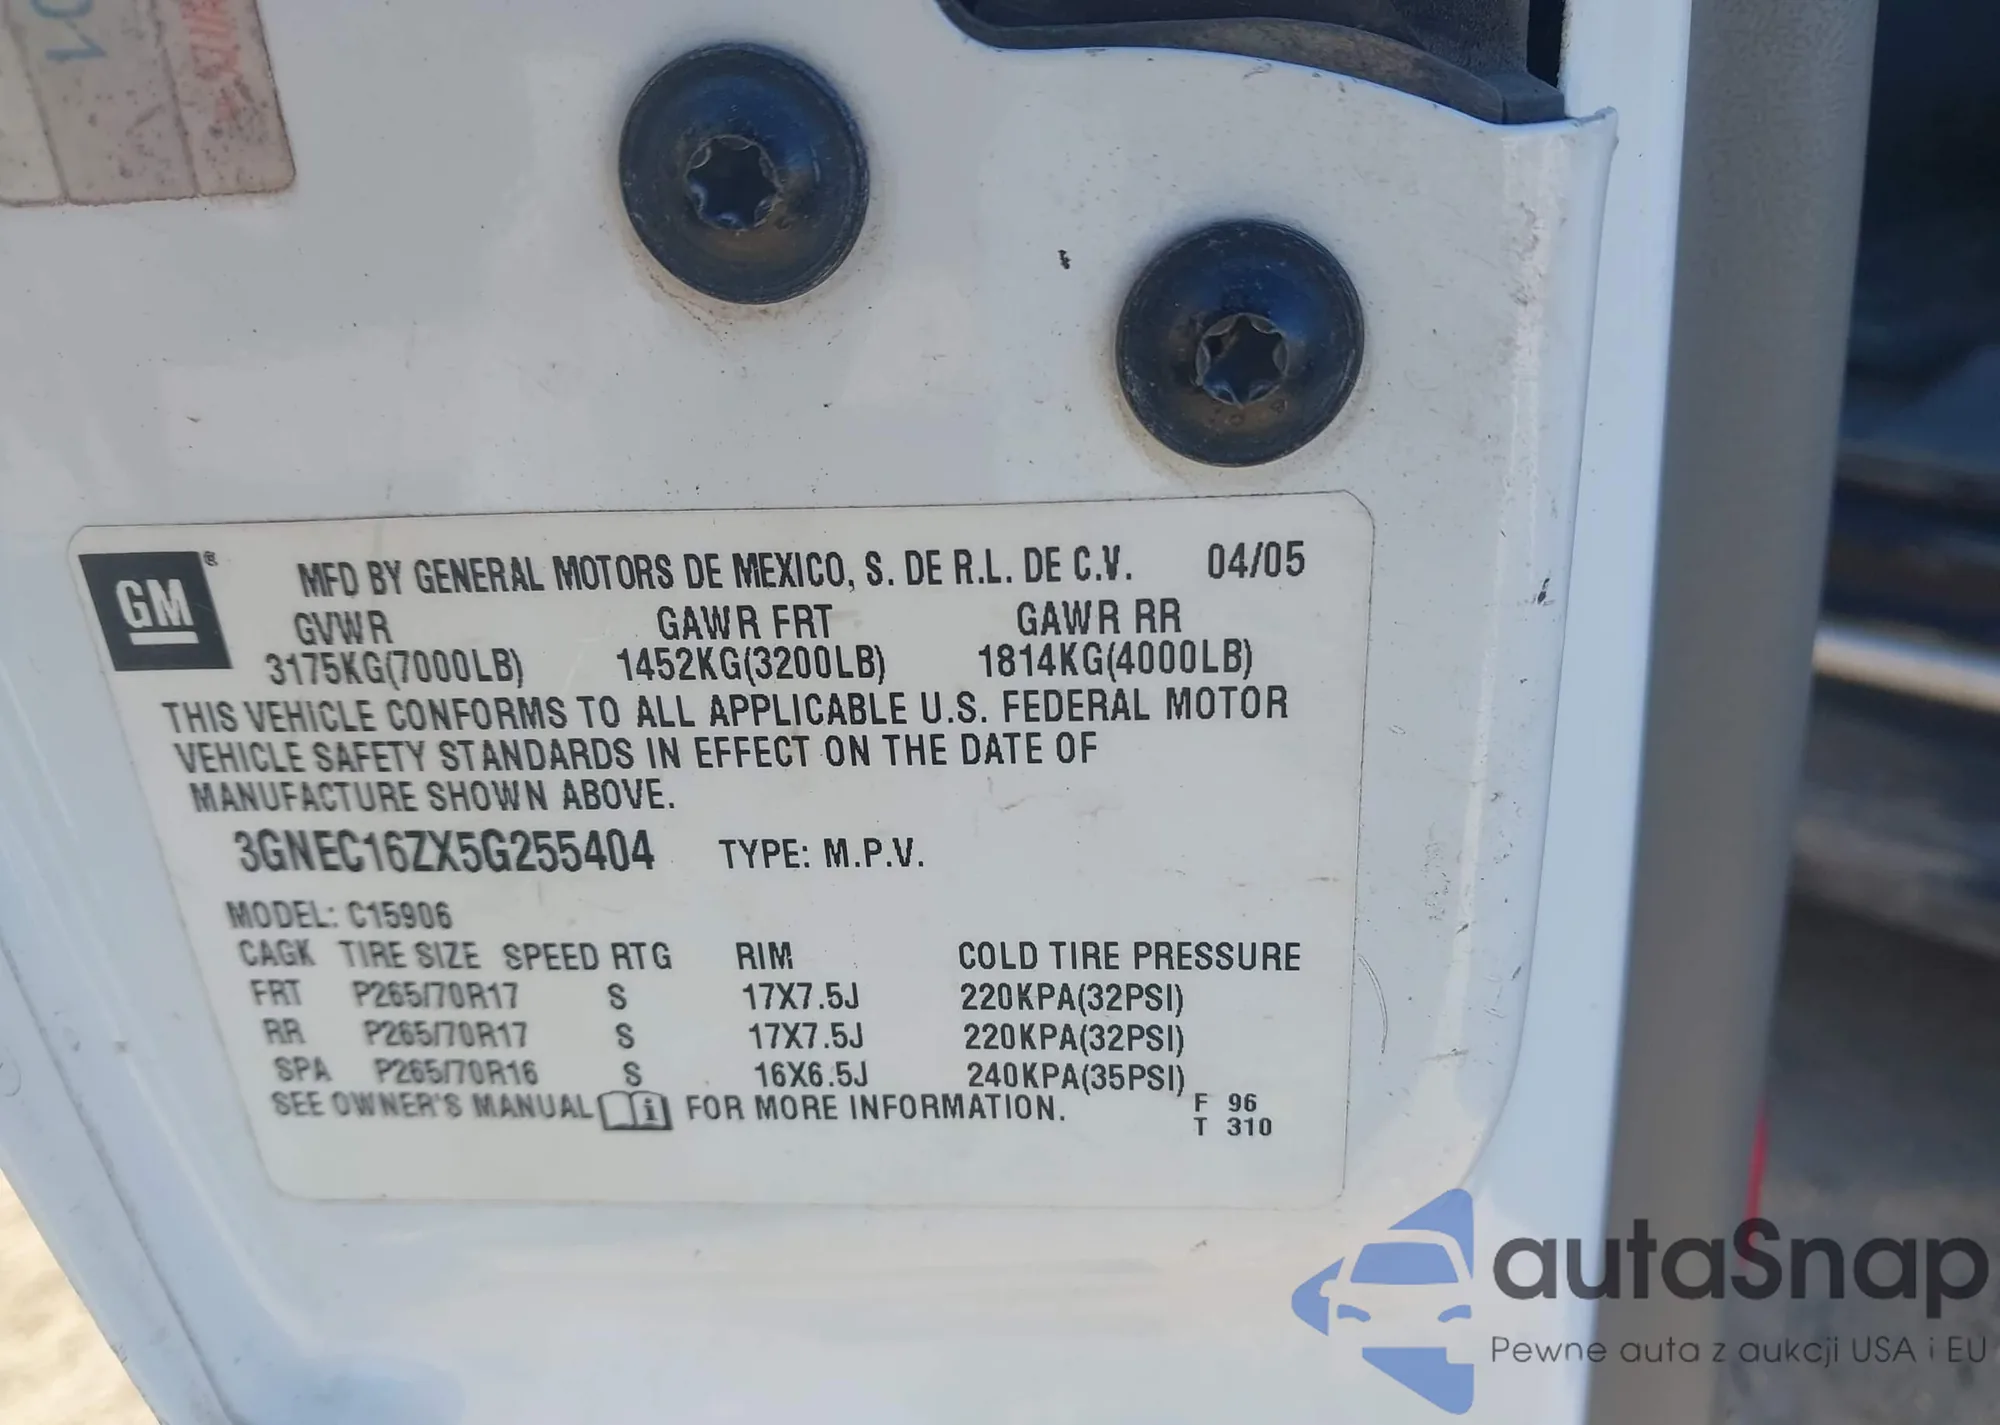 01
GM ®
MFD BY GENERAL MOTORS DE MEXICO, S. DE R.L. DE C.V. 04/05
GVWR GAWR FRT GAWR RR
3175KG(7000LB) 1452KG(3200LB) 1814KG(4000LB)
THIS VEHICLE CONFORMS TO ALL APPLICABLE U.S. FEDERAL MOTOR
VEHICLE SAFETY STANDARDS IN EFFECT ON THE DATE OF
MANUFACTURE SHOWN ABOVE.
3GNEC16ZX5G255404 TYPE: M.P.V.
MODEL: C15906
CAGK TIRE SIZE SPEED RTG RIM COLD TIRE PRESSURE
FRT P265/70R17 S 17X7.5J 220KPA(32PSI)
RR P265/70R17 S 17X7.5J 220KPA(32PSI)
SPA P265/70R16 S 16X6.5J 240KPA(35PSI)
SEE OWNER'S MANUAL i FOR MORE INFORMATION.
F 96
T 310
autaSnap
Pewne auta z aukcji USA i EU